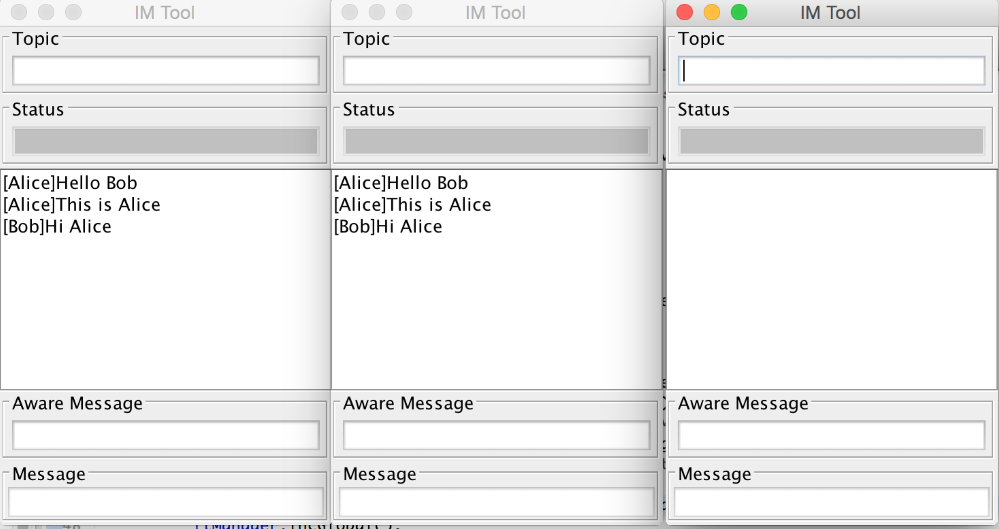 IM Tool
Topic
Status
[Alice]Hello Bob
[Alice]This is Alice
[Bob]Hi Alice
Aware Message
Message
IM Tool
Topic
Status
[Alice]Hello Bob
[Alice]This is Alice
[Bob]Hi Alice
Aware Message
Message
IM Tool
Topic
Status
Aware Message
Message